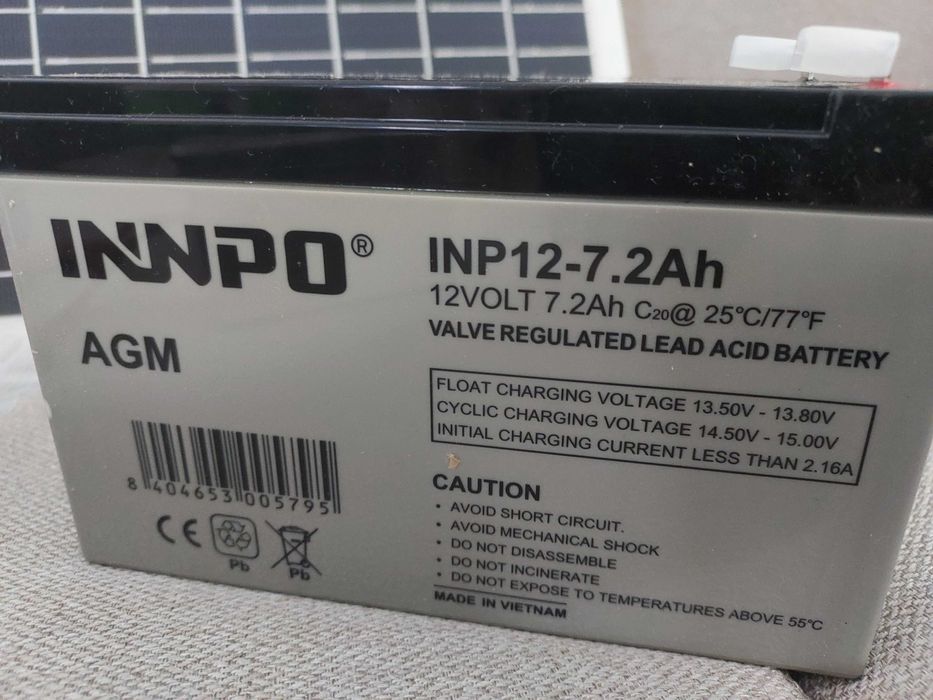 INNPO®
AGM
8 404653 005795
CE
Pb
Pb
INP12-7.2Ah
12VOLT 7.2Ah C20@ 25°C/77°F
VALVE REGULATED LEAD ACID BATTERY
FLOAT CHARGING VOLTAGE 13.50V - 13.80V
CYCLIC CHARGING VOLTAGE 14.50V - 15.00V
INITIAL CHARGING CURRENT LESS THAN 2.16A
CAUTION
• AVOID SHORT CIRCUIT.
• AVOID MECHANICAL SHOCK
• DO NOT DISASSEMBLE
• DO NOT INCINERATE
• DO NOT EXPOSE TO TEMPERATURES ABOVE 55°C
MADE IN VIETNAM